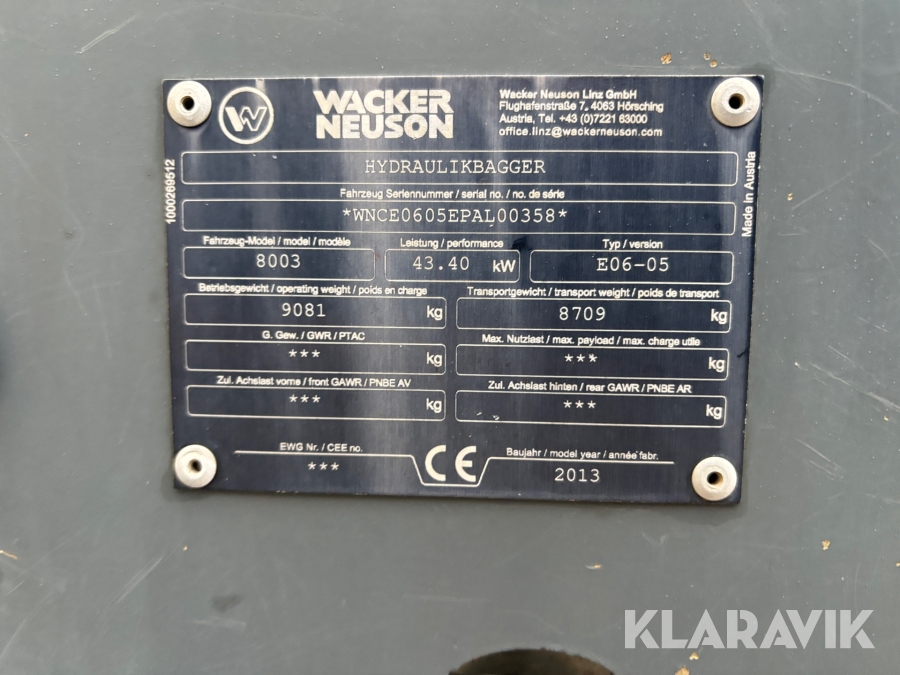 W
WACKER
NEUSON
Wacker Neuson Linz GmbH
Flughafenstraße 7, 4063 Hörsching
Austria, Tel. +43 (0)7221 63000
office.linz@wackerneuson.com
HYDRAULIKBAGGER
1000269512
Made in Austria
Fahrzeug Seriennummer / serial no. / no. de série
*WNCE0605EPAL00358*
Fahrzeug-Model / model / modèle Leistung / performance Typ / version
8003 43.40 kW E06-05
Betriebsgewicht / operating weight / poids en charge Transportgewicht / transport weight / poids de transport
9081 kg 8709 kg
G. Gew. / GWR / PTAC Max. Nutzlast / max. payload / max. charge utile
*** kg *** kg
Zul. Achslast vorne / front GAWR / PNBE AV Zul. Achslast hinten / rear GAWR / PNBE AR
*** kg *** kg
EWG Nr. / CEE no. CE Baujahr / model year / année fabr.
*** 2013
KLARAVIK